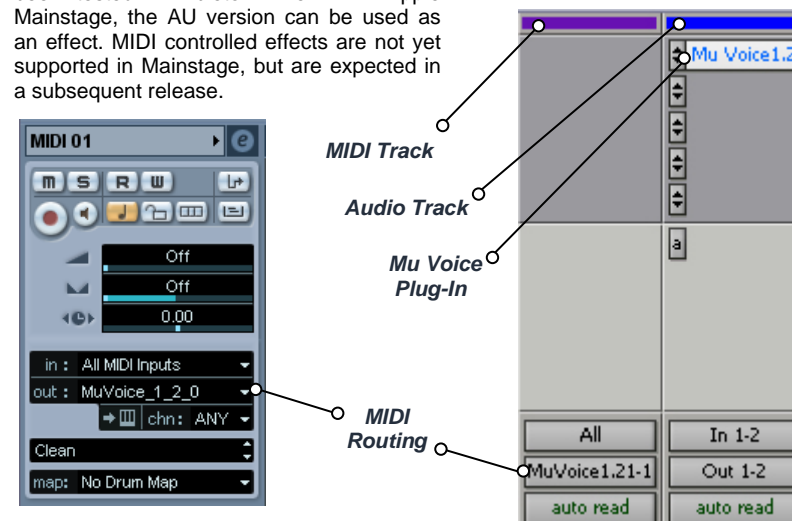 Mainstage, the AU version can be used as
an effect. MIDI controlled effects are not yet
supported in Mainstage, but are expected in
a subsequent release.
MIDI 01
e
m S R W
Off
Off
0.00
in : All MIDI Inputs
out : MuVoice_1_2_0
chn: ANY
Clean
map: No Drum Map
MIDI Track
Audio Track
Mu Voice
Plug-In
MIDI
Routing
Mu Voice1.2
a
All
In 1-2
MuVoice1.21-1
Out 1-2
auto read
auto read